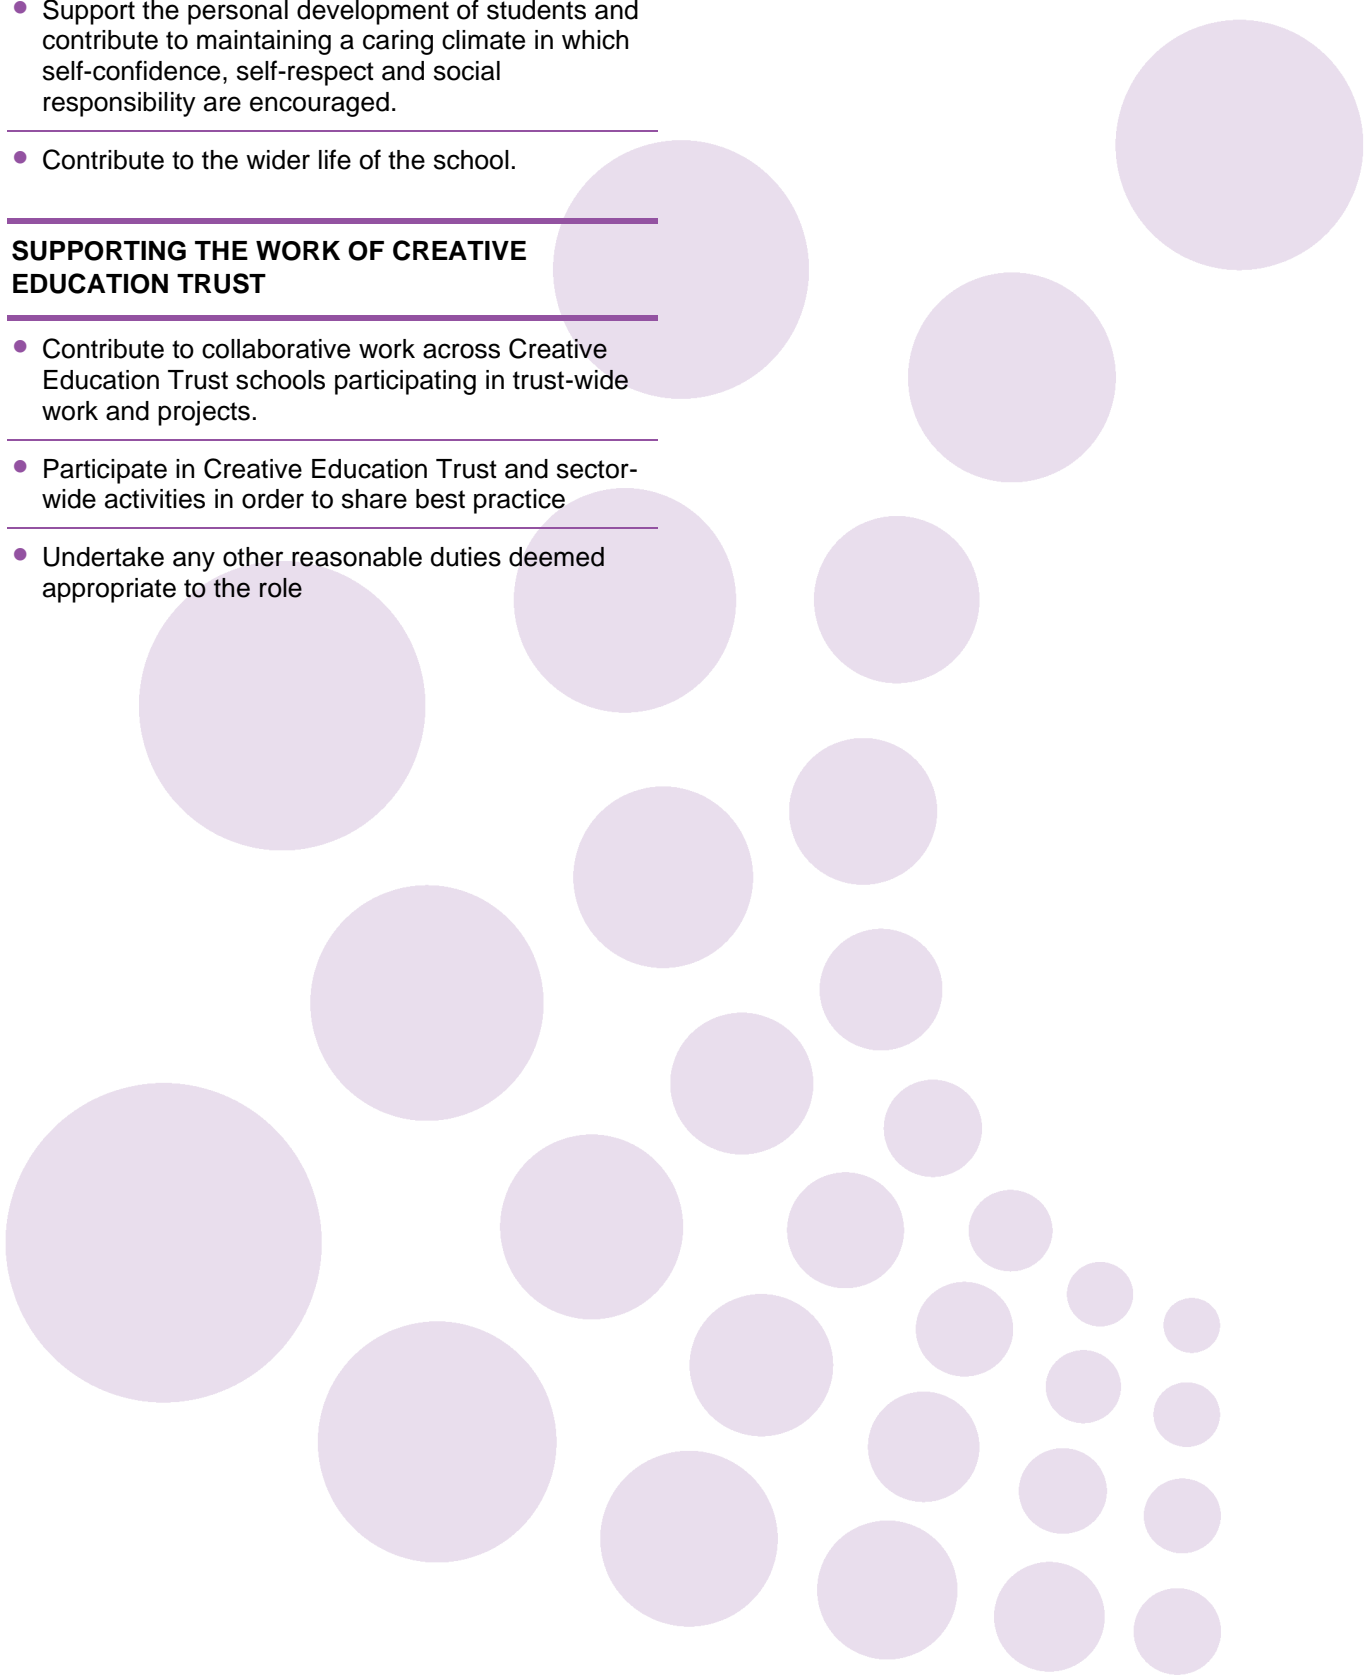 • Support the personal development of students and
contribute to maintaining a caring climate in which
self-confidence, self-respect and social
responsibility are encouraged.
• Contribute to the wider life of the school.
SUPPORTING THE WORK OF CREATIVE
EDUCATION TRUST
• Contribute to collaborative work across Creative
Education Trust schools participating in trust-wide
work and projects.
• Participate in Creative Education Trust and sector-
wide activities in order to share best practice
• Undertake any other reasonable duties deemed
appropriate to the role